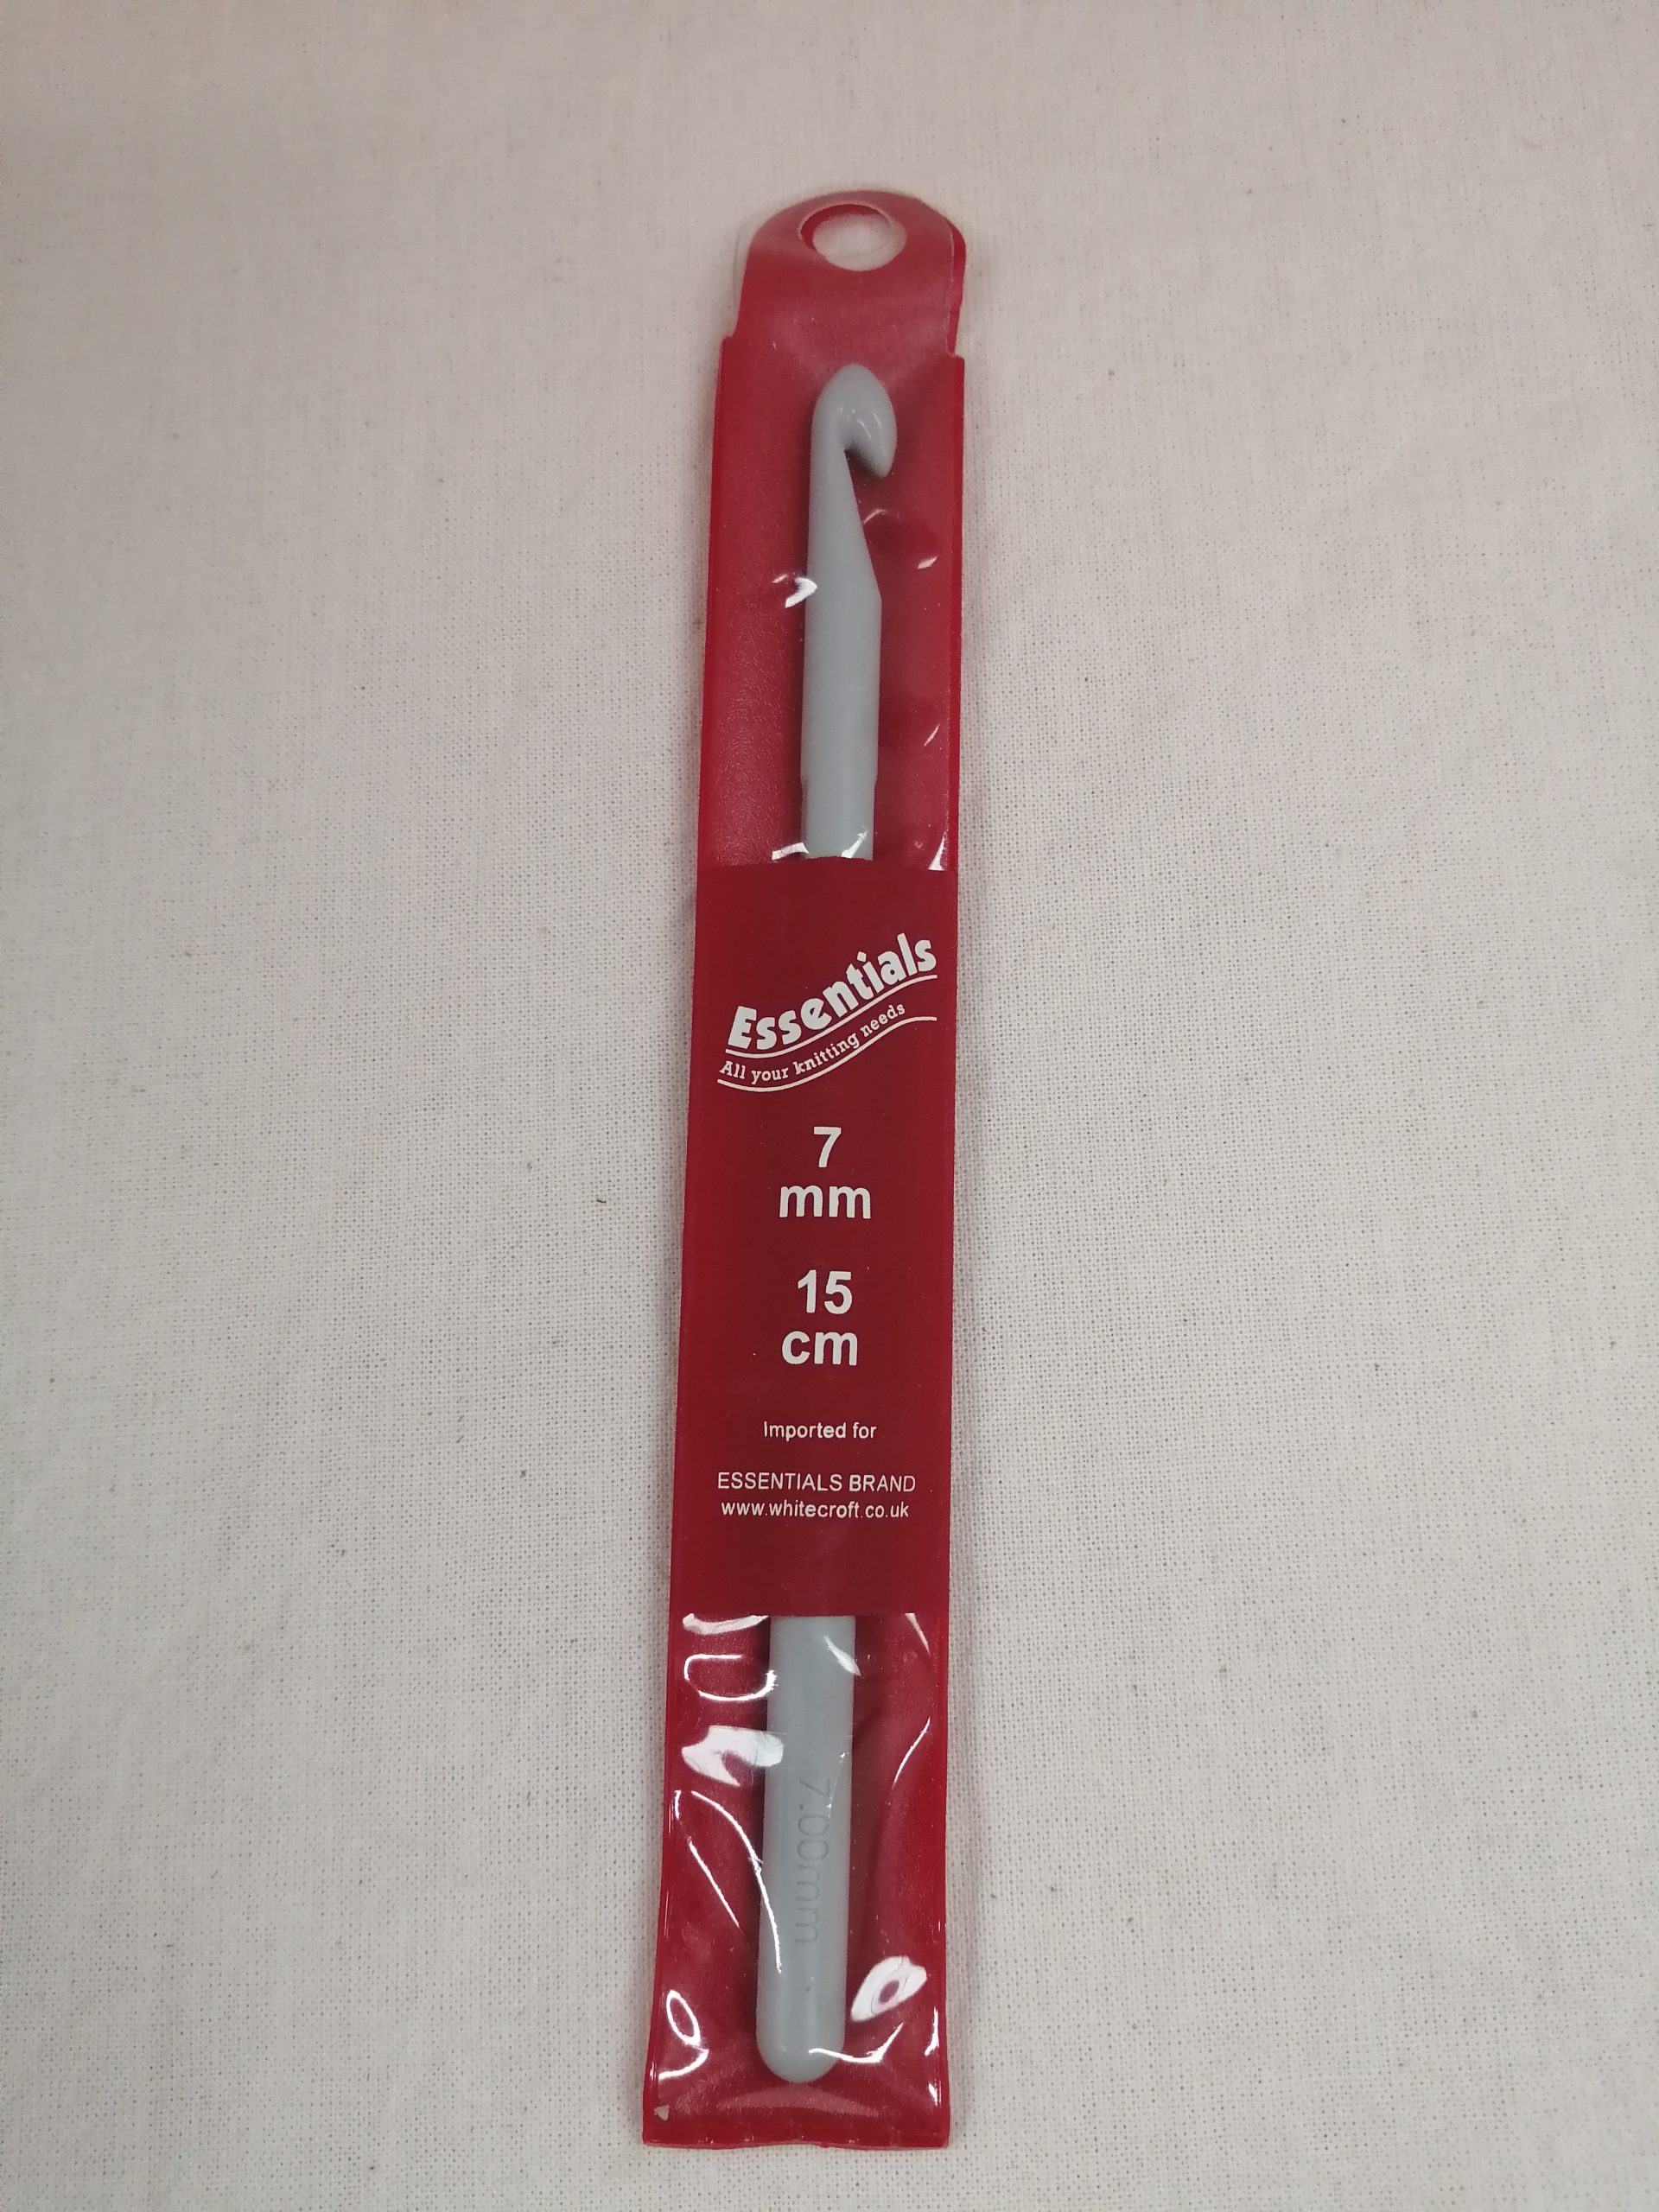 Essentials
All your knitting needs
7
mm
15
cm
Imported for
ESSENTIALS BRAND
www.whitecroft.co.uk
7.00mm